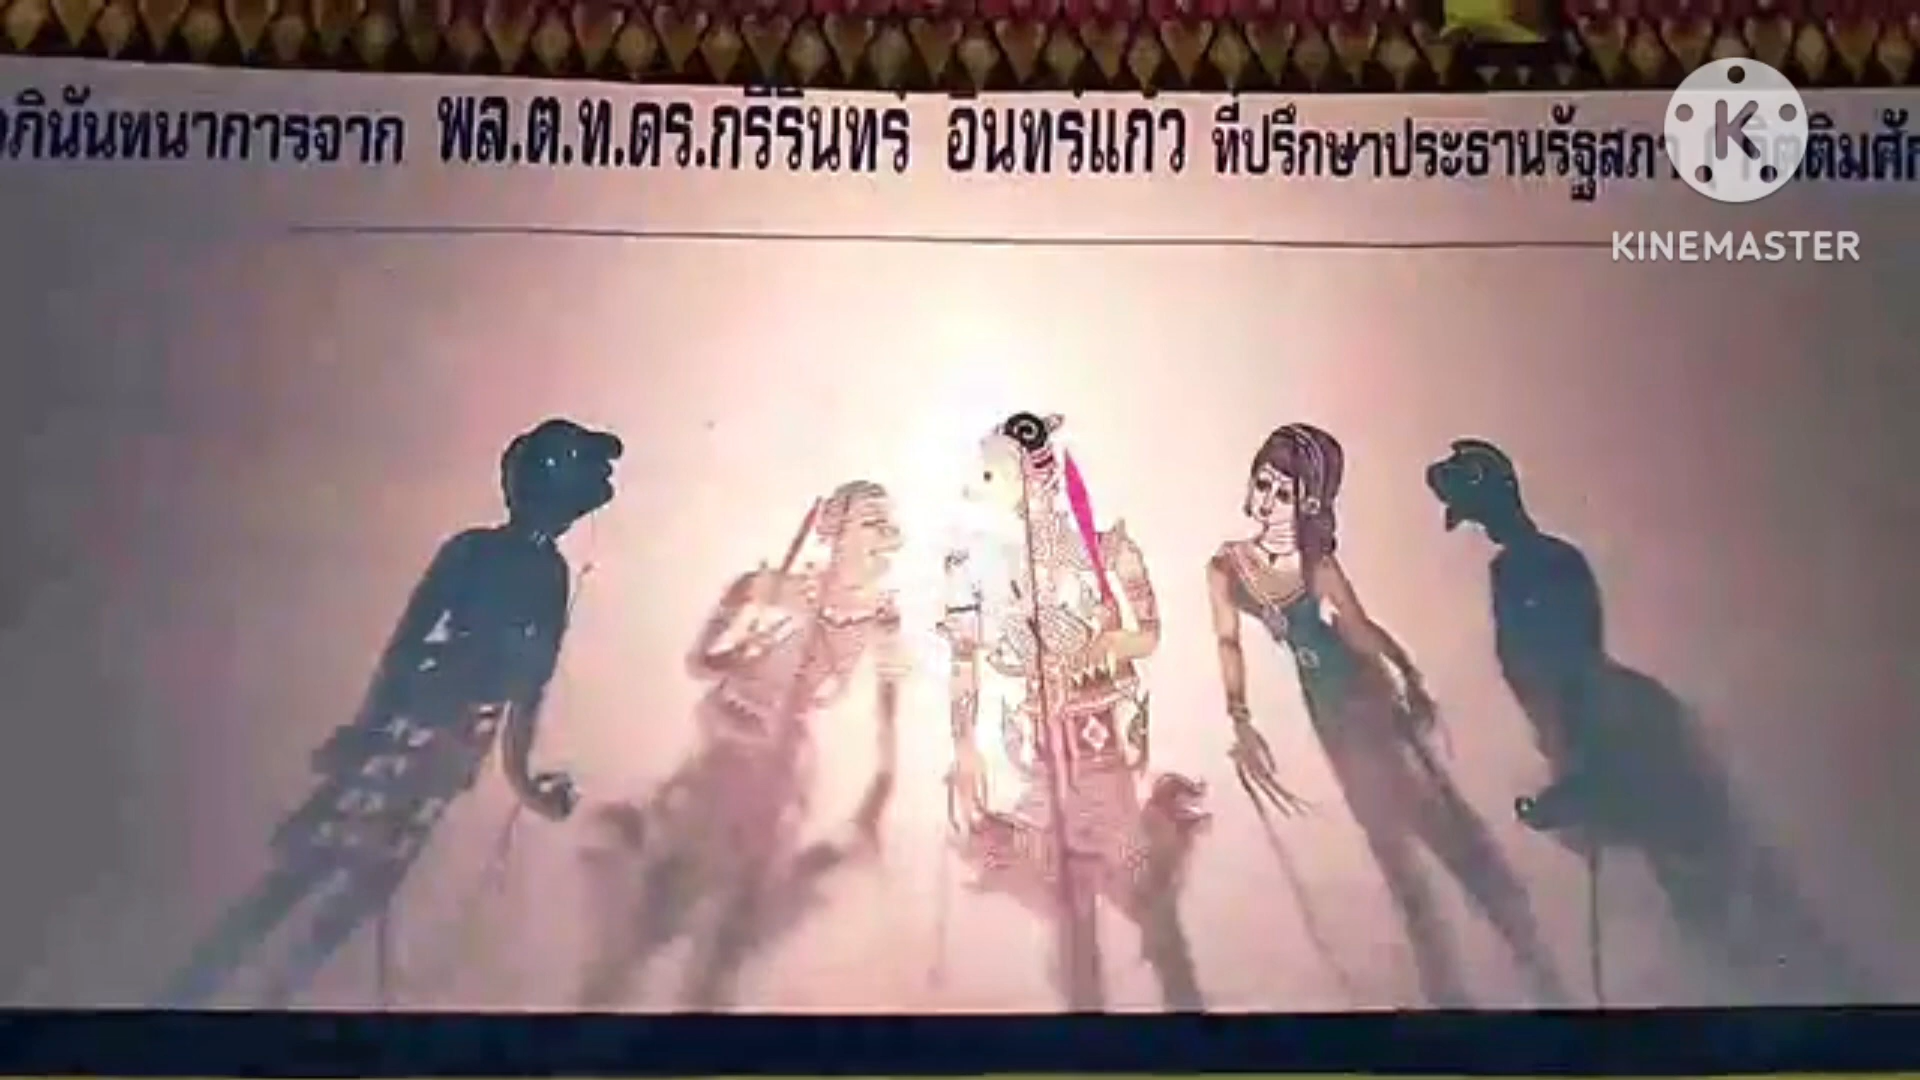 อภินันทนาการจาก พล.ต.ท.ดร.กรีรินทร์ อินทร์แก้ว ที่ปรึกษาประธานรัฐสภา
K
KINEMASTER